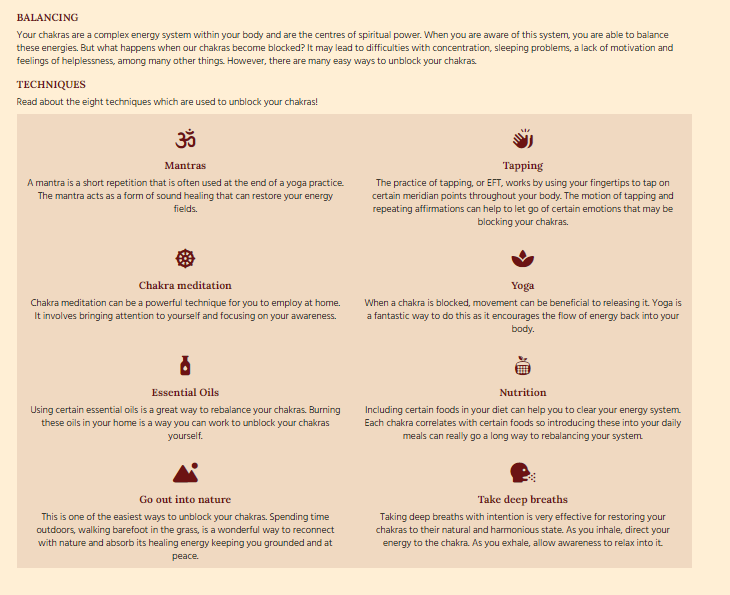 BALANCING
Your chakras are a complex energy system within your body and are the centres of spiritual power. When you are aware of this system, you are able to balance
these energies. But what happens when our chakras become blocked? It may lead to difficulties with concentration, sleeping problems, a lack of motivation and
feelings of helplessness, among many other things. However, there are many easy ways to unblock your chakras.
TECHNIQUES
Read about the eight techniques which are used to unblock your chakras!
ॐ
Mantras
A mantra is a short repetition that is often used at the end of a yoga practice.
The mantra acts as a form of sound healing that can restore your energy
fields.
Tapping
The practice of tapping, or EFT, works by using your fingertips to tap on
certain meridian points throughout your body. The motion of tapping and
repeating affirmations can help to let go of certain emotions that may be
blocking your chakras.
Chakra meditation
Chakra meditation can be a powerful technique for you to employ at home.
It involves bringing attention to yourself and focusing on your awareness.
Yoga
When a chakra is blocked, movement can be beneficial to releasing it. Yoga is
a fantastic way to do this as it encourages the flow of energy back into your
body.
Essential Oils
Using certain essential oils is a great way to rebalance your chakras. Burning
these oils in your home is a way you can work to unblock your chakras
yourself.
Nutrition
Including certain foods in your diet can help you to clear your energy system.
Each chakra correlates with certain foods so introducing these into your daily
meals can really go a long way to rebalancing your system.
Go out into nature
This is one of the easiest ways to unblock your chakras. Spending time
outdoors, walking barefoot in the grass, is a wonderful way to reconnect
with nature and absorb its healing energy keeping you grounded and at
peace.
Take deep breaths
Taking deep breaths with intention is very effective for restoring your
chakras to their natural and harmonious state. As you inhale, direct your
energy to the chakra. As you exhale, allow awareness to relax into it.